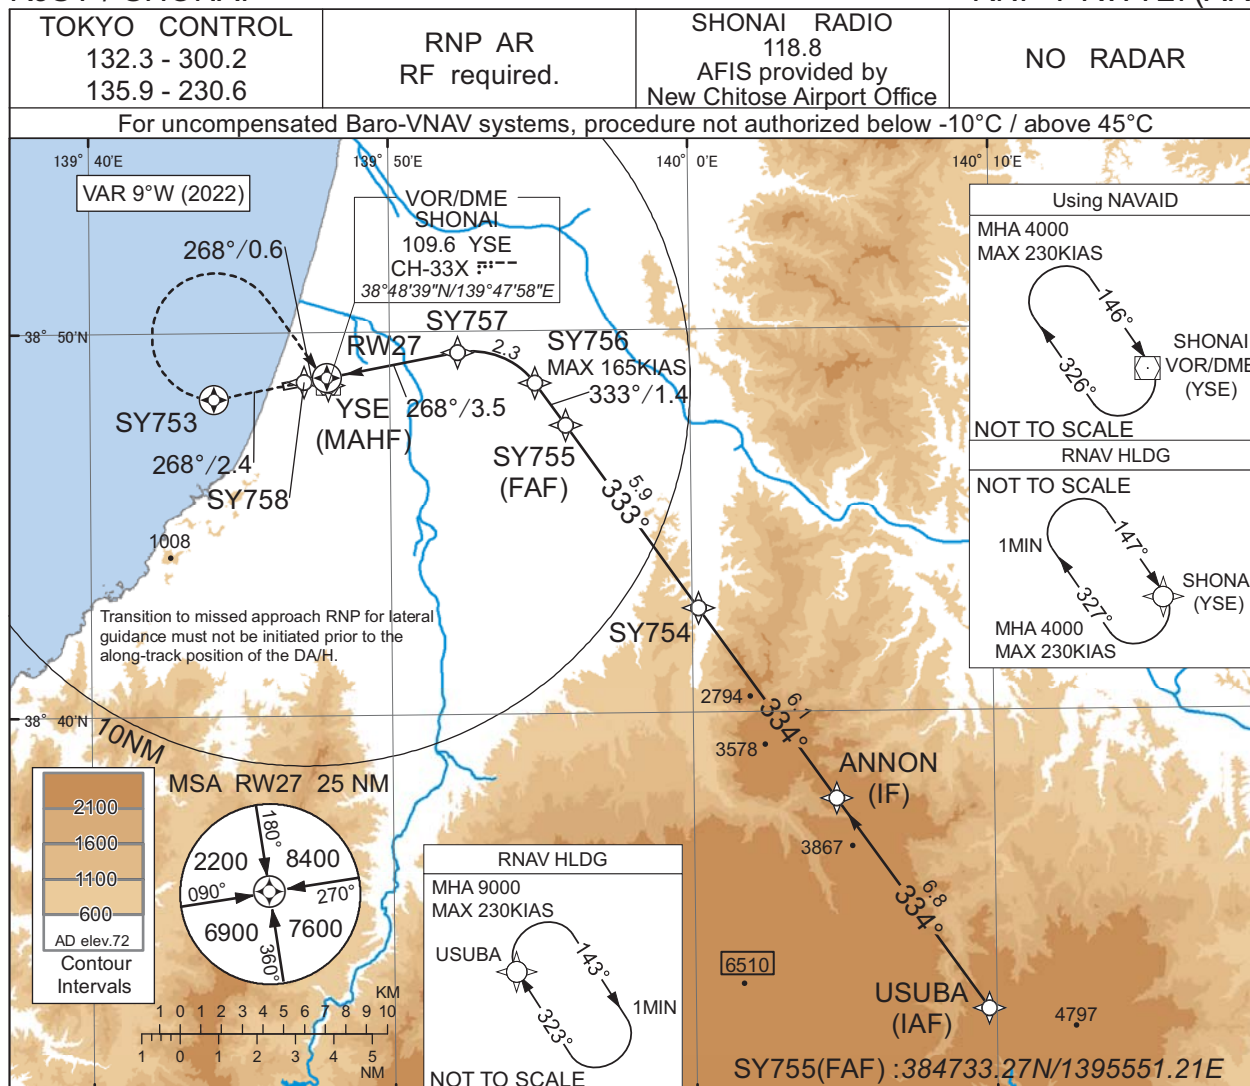 TOKYO CONTROL
132.3 - 300.2
135.9 - 230.6
RNP AR
RF required.
SHONAI RADIO
118.8
AFIS provided by
New Chitose Airport Office
NO RADAR
For uncompensated Baro-VNAV systems, procedure not authorized below -10°C / above 45°C
139° 40'E
139° 50'E
140° 0'E
140° 10'E
VAR 9°W (2022)
VOR/DME
SHONAI
109.6 YSE
CH-33X
38°48'39"N/139°47'58"E
268°/0.6
38° 50'N
RW27
SY757
2.3
SY756
MAX 165KIAS
333°/1.4
SY753
YSE
(MAHF)
268°/3.5
268°/2.4
SY758
SY755
(FAF)
5.9
333°
1008
Transition to missed approach RNP for lateral
guidance must not be initiated prior to the
along-track position of the DA/H.
SY754
Using NAVAID
MHA 4000
MAX 230KIAS
146°
326°
SHONAI
VOR/DME
(YSE)
NOT TO SCALE
RNAV HLDG
NOT TO SCALE
1MIN
147°
327°
SHONAI
(YSE)
MHA 4000
MAX 230KIAS
38° 40'N
10NM
2794
6.1
334°
3578
ANNON
(IF)
3867
6.8
334°
USUBA
(IAF)
6510
4797
2100
1600
1100
600
AD elev.72
Contour
Intervals
MSA RW27 25 NM
180°
2200
8400
090°
270°
6900
7600
360°
KM
1 0 1 2 3 4 5 6 7 8 9 10
1 0 1 2 3 4 5
NM
RNAV HLDG
MHA 9000
MAX 230KIAS
USUBA
143°
323°
1MIN
NOT TO SCALE
SY755(FAF) :384733.27N/1395551.21E